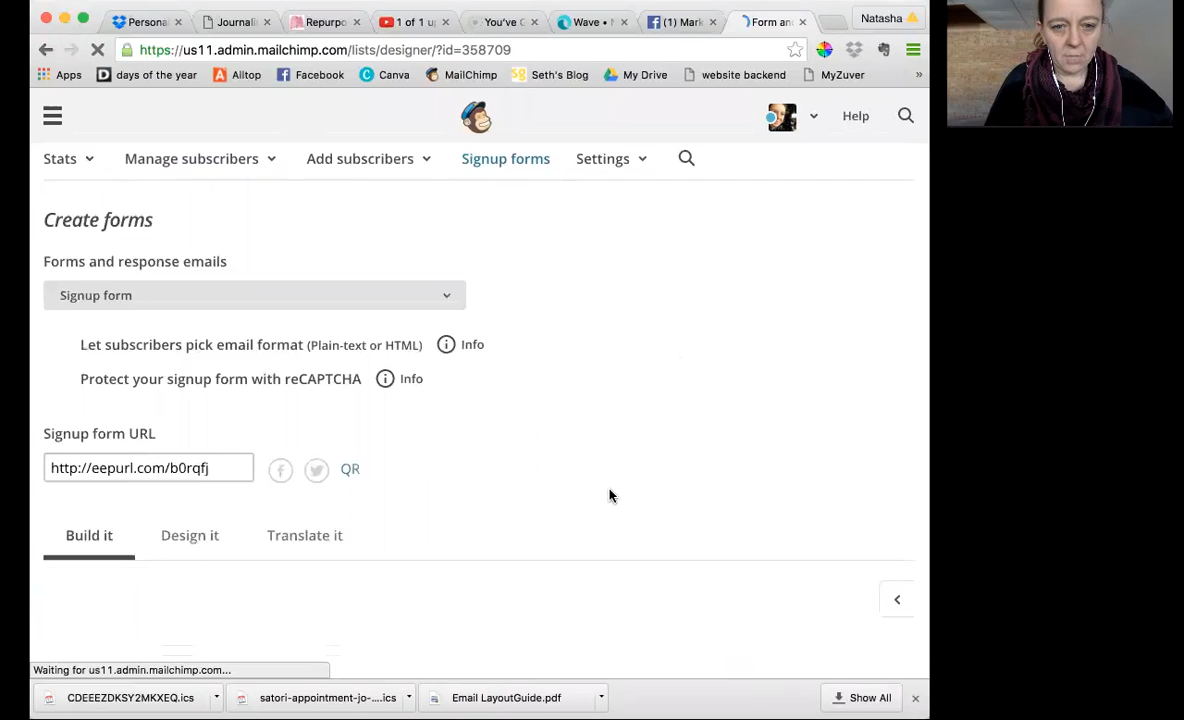 Persona
Journali
Repurpo
1 of 1 up
You've G
Wave • N
(1) Mark
Form an
Natasha
https://us11.admin.mailchimp.com/lists/designer/?id=358709
Apps
days of the year
Alltop
Facebook
Canva
MailChimp
Seth's Blog
My Drive
website backend
MyZuver
»
Help
Stats
Manage subscribers
Add subscribers
Signup forms
Settings
Create forms
Forms and response emails
Signup form
Let subscribers pick email format (Plain-text or HTML)
Info
Protect your signup form with reCAPTCHA
Info
Signup form URL
http://eepurl.com/b0rqfj
QR
Build it
Design it
Translate it
Waiting for us11.admin.mailchimp.com...
CDEEEZDKSY2MKXEQ.ics
satori-appointment-jo-....ics
Email LayoutGuide.pdf
Show All